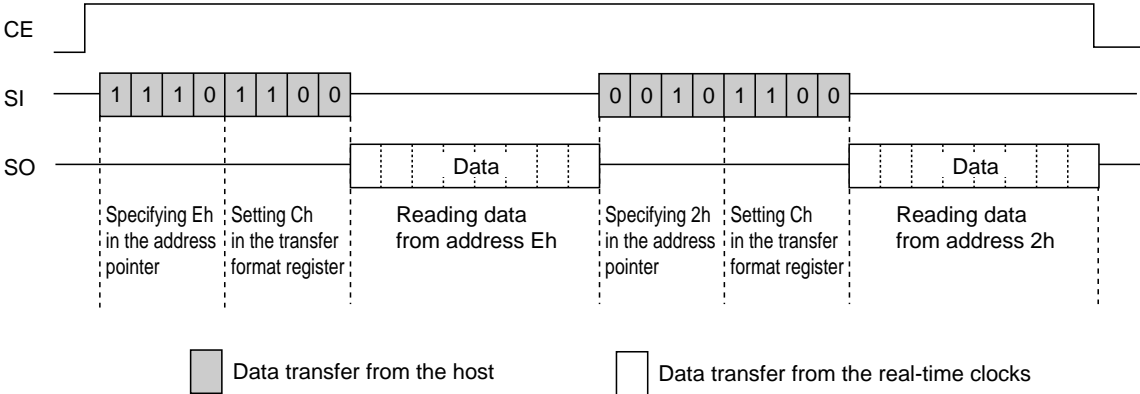 CE
SI
1 1 1 0 1 1 0 0
0 0 1 0 1 1 0 0
SO
Data
Data
Specifying Eh
in the address
pointer
Setting Ch
in the transfer
format register
Reading data
from address Eh
Specifying 2h
in the address
pointer
Setting Ch
in the transfer
format register
Reading data
from address 2h
Data transfer from the host
Data transfer from the real-time clocks